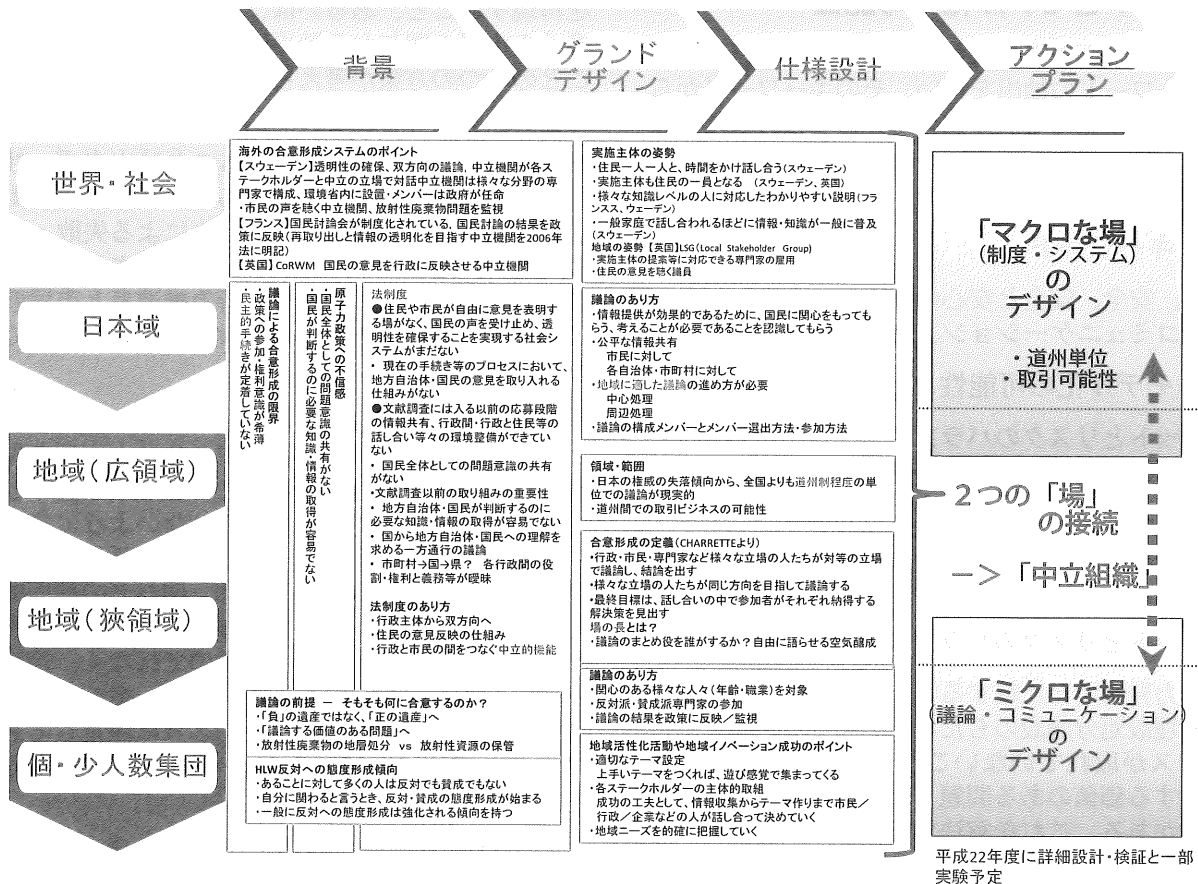 背景
グランド
デザイン
仕様設計
アクション
プラン
世界・社会
日本域
地域(広領域)
地域(狭領域)
個・少人数集団
海外の合意形成システムのポイント
【スウェーデン】透明性の確保、双方向の議論, 中立機関が各ス
テークホルダーと中立の立場で対話中立機関は様々な分野の専
門家で構成、環境省内に設置・メンバーは政府が任命
・市民の声を聴く中立機関、放射性廃棄物問題を監視
【フランス】国民討論会が制度化されている, 国民討論の結果を政
策に反映(再取り出しと情報の透明化を目指す中立機関を2006年
法に明記)
【英国】CoRWM 国民の意見を行政に反映させる中立機関
議論による合意形成の限界
・政策への参加・権利意識が希薄
・民主的手続きが定着していない
原子力政策への不信感
・国民全体としての問題意識の共有がない
・国民が判断するのに必要な知識・情報の取得が容易でない
法制度
●住民や市民が自由に意見を表明す
る場がなく、国民の声を受け止め、透
明性を確保することを実現する社会シ
ステムがまだない
・ 現在の手続き等のプロセスにおいて、
地方自治体・国民の意見を取り入れる
仕組みがない
●文献調査には入る以前の応募段階
の情報共有、行政間・行政と住民等の
話し合い等々の環境整備ができてい
ない
・ 国民全体としての問題意識の共有
がない
・文献調査以前の取り組みの重要性
・ 地方自治体・国民が判断するのに
必要な知識・情報の取得が容易でない
・ 国から地方自治体・国民への理解を
求める一方通行の議論
・ 市町村→国→県? 各行政間の役
割・権利と義務等が曖昧
法制度のあり方
・行政主体から双方向へ
・住民の意見反映の仕組み
・行政と市民の間をつなぐ中立的機能
議論の前提 － そもそも何に合意するのか?
・「負」の遺産ではなく、「正の遺産」へ
・「議論する価値のある問題」へ
・放射性廃棄物の地層処分 vs 放射性資源の保管
HLW反対への態度形成傾向
・あることに対して多くの人は反対でも賛成でもない
・自分に関わると言うとき、反対・賛成の態度形成が始まる
・一般に反対への態度形成は強化される傾向を持つ
実施主体の姿勢
・住民一人一人と、時間をかけ話し合う(スウェーデン)
・実施主体も住民の一員となる (スウェーデン、英国)
・様々な知識レベルの人に対応したわかりやすい説明(フ
ランスス、ウェーデン)
・一般家庭で話し合われるほどに情報・知識が一般に普及
(スウェーデン)
地域の姿勢 【英国】LSG(Local Stakeholder Group)
・実施主体の提案等に対応できる専門家の雇用
・住民の意見を聴く議員
議論のあり方
・情報提供が効果的であるために、国民に関心をもっても
らう、考えることが必要であることを認識してもらう
・公平な情報共有
市民に対して
各自治体・市町村に対して
・地域に適した議論の進め方が必要
中心処理
周辺処理
・議論の構成メンバーとメンバー選出方法・参加方法
領域・範囲
・日本の権威の失落傾向から、全国よりも道州制程度の単
位での議論が現実的
・道州間での取引ビジネスの可能性
合意形成の定義(CHARRETTEより)
・行政・市民・専門家など様々な立場の人たちが対等の立場
で議論し、結論を出す
・様々な立場の人たちが同じ方向を目指して議論する
・最終目標は、話し合いの中で参加者がそれぞれ納得する
解決策を見出す
場の長とは?
・議論のまとめ役を誰がするか?自由に語らせる空気醸成
議論のあり方
・関心のある様々な人々(年齢・職業)を対象
・反対派・賛成派専門家の参加
・議論の結果を政策に反映／監視
地域活性化活動や地域イノベーション成功のポイント
・適切なテーマ設定
上手いテーマをつくれば、遊び感覚で集まってくる
・各ステークホルダーの主体的取組
成功の工夫として、情報収集からテーマ作りまで市民／
行政／企業などの人が話し合って決めていく
・地域ニーズを的確に把握していく
「マクロな場」
(制度・システム)
の
デザイン
・道州単位
・取引可能性
2つの「場」
の接続
－>「中立組織」
「ミクロな場」
(議論・コミュニケーション)
の
デザイン
平成22年度に詳細設計・検証と一部
実験予定